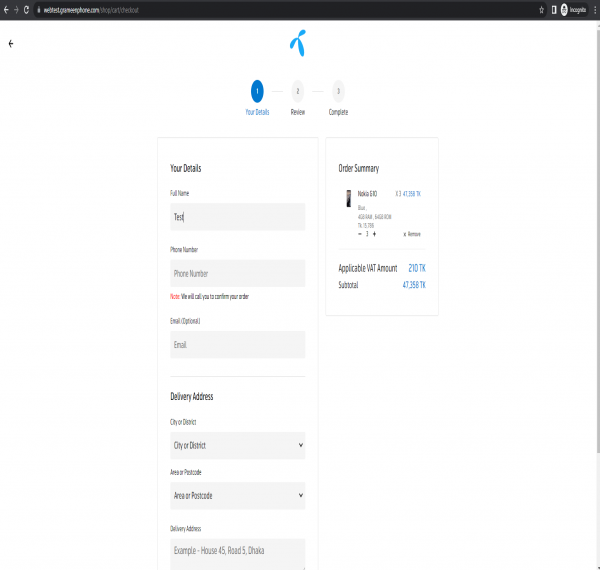 webtest.grameenphone.com/shop/cart/checkout
Incognito
1
2
3
Your Details
Review
Complete
Your Details
Full Name
Test
Phone Number
Phone Number
Note: We will call you to confirm your order
Email (Optional)
Email
Delivery Address
City or District
City or District
Area or Postcode
Area or Postcode
Delivery Address
Example - House 45, Road 5, Dhaka
Order Summary
Nokia G10 X 3 47,358 TK
Blue,
4GB RAM, 64GB ROM
Tk. 15,786
− 3 + x Remove
Applicable VAT Amount 210 TK
Subtotal 47,358 TK